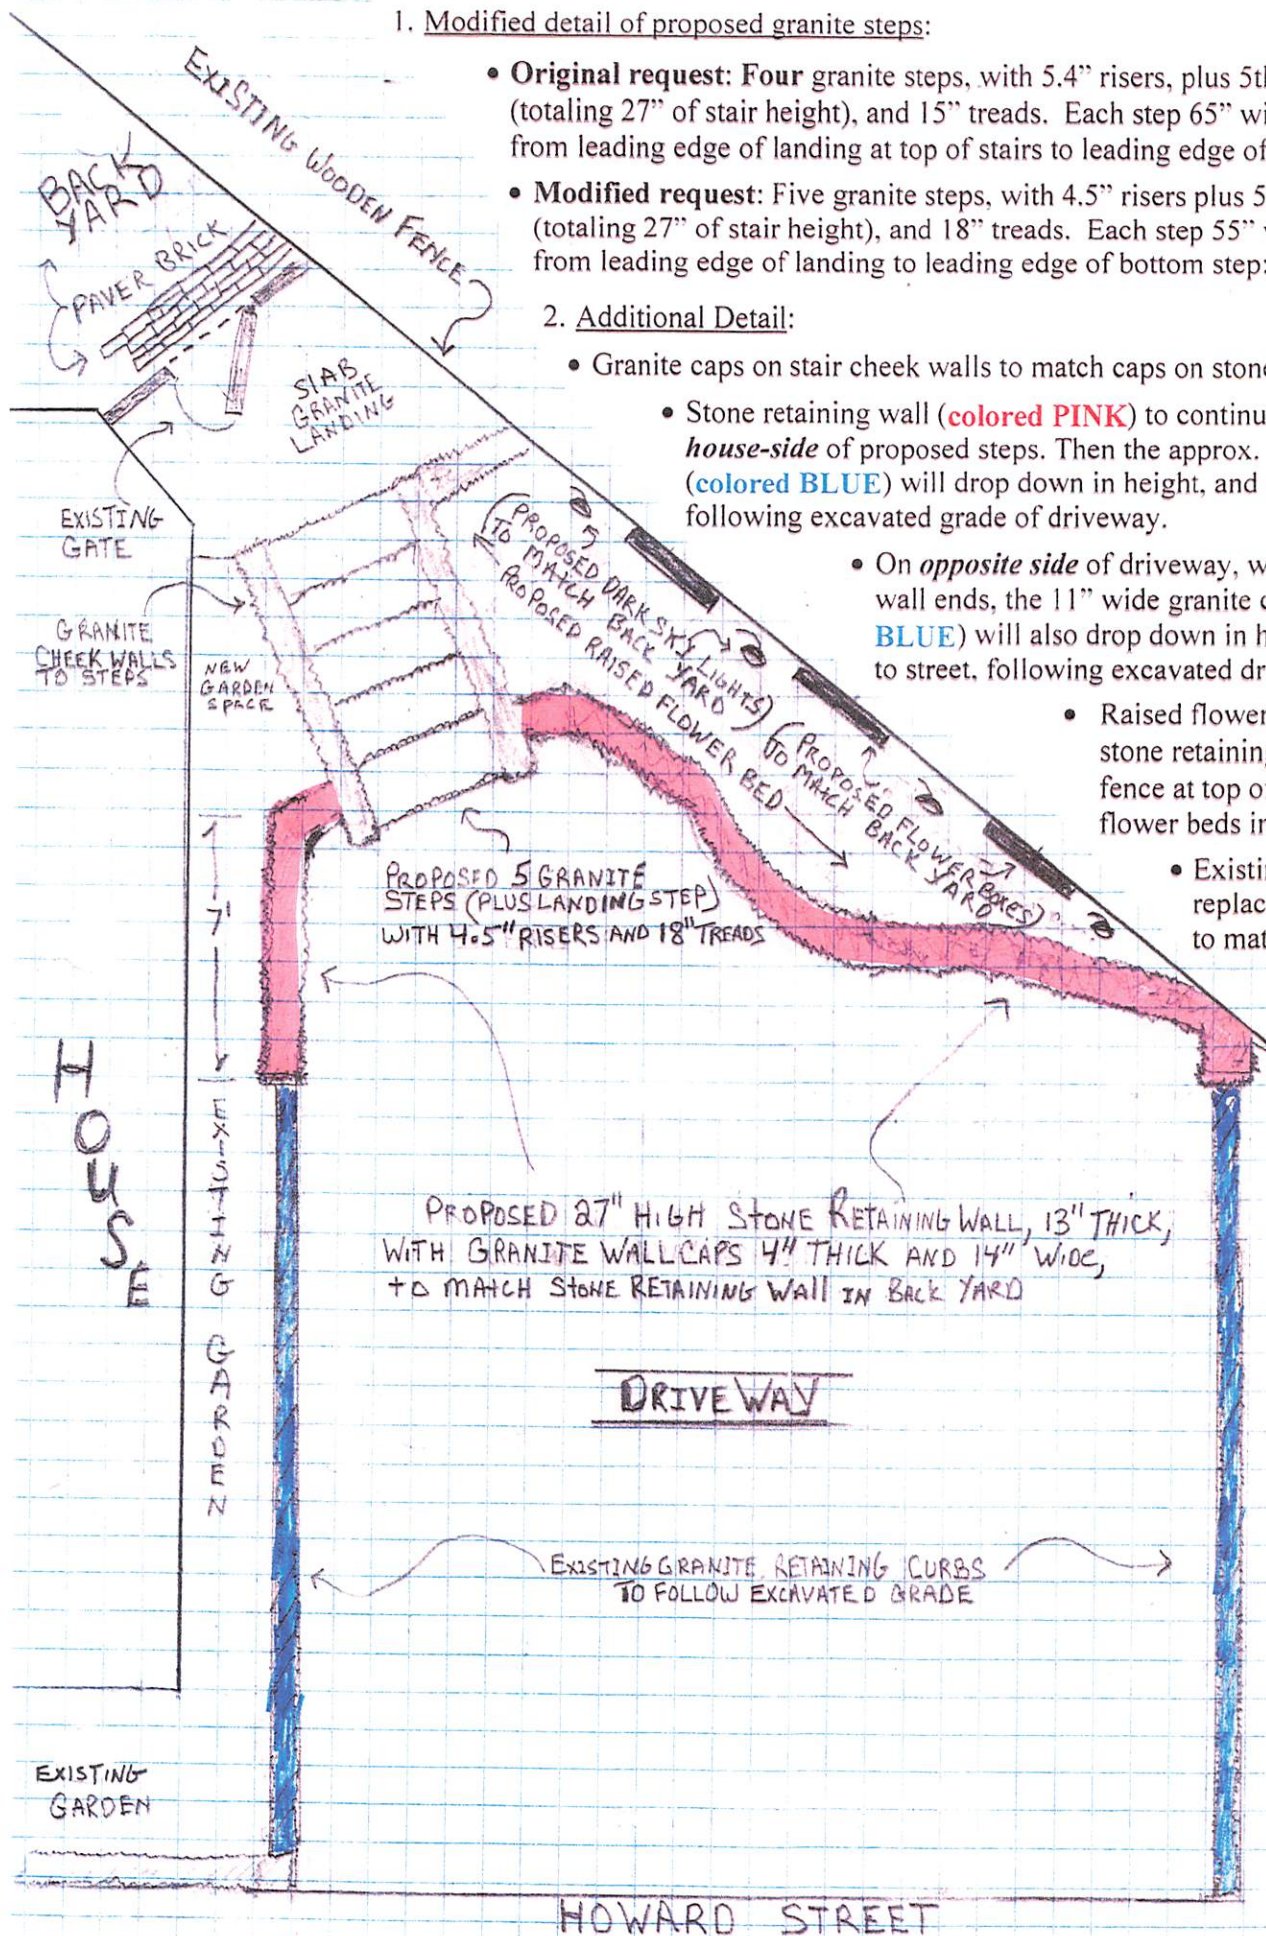 1. Modified detail of proposed granite steps:
• Original request: Four granite steps, with 5.4” risers, plus 5th
(totaling 27” of stair height), and 15” treads. Each step 65” wi
from leading edge of landing at top of stairs to leading edge of
• Modified request: Five granite steps, with 4.5” risers plus 5
(totaling 27” of stair height), and 18” treads. Each step 55”
from leading edge of landing to leading edge of bottom step:
2. Additional Detail:
• Granite caps on stair cheek walls to match caps on stone
• Stone retaining wall (colored PINK) to continu
house-side of proposed steps. Then the approx.
(colored BLUE) will drop down in height, and
following excavated grade of driveway.
• On opposite side of driveway, w
wall ends, the 11” wide granite
BLUE) will also drop down in h
to street, following excavated dr
• Raised flower
stone retaining
fence at top of
flower beds in
• Existin
replac
to mat
EXISTING WOODEN FENCE
BACK
YARD
PAVER BRICK
SLAB
GRANITE
LANDING
EXISTING
GATE
GRANITE
CHEEK WALLS
TO STEPS
NEW
GARDEN
SPACE
(PROPOSED DARK SKY LIGHTS)
TO MATCH BACK YARD
PROPOSED RAISED FLOWER BED
(PROPOSED FLOWER BOXES)
TO MATCH BACK YARD
PROPOSED 5 GRANITE
STEPS (PLUS LANDING STEP)
WITH 4.5" RISERS AND 18" TREADS
7'
HOUSE
EXISTING GARDEN
PROPOSED 27" HIGH STONE RETAINING WALL, 13" THICK,
WITH GRANITE WALL CAPS 4" THICK AND 14" WIDE,
TO MATCH STONE RETAINING WALL IN BACK YARD
DRIVEWAY
EXISTING GRANITE RETAINING CURBS
TO FOLLOW EXCAVATED GRADE
EXISTING
GARDEN
HOWARD STREET